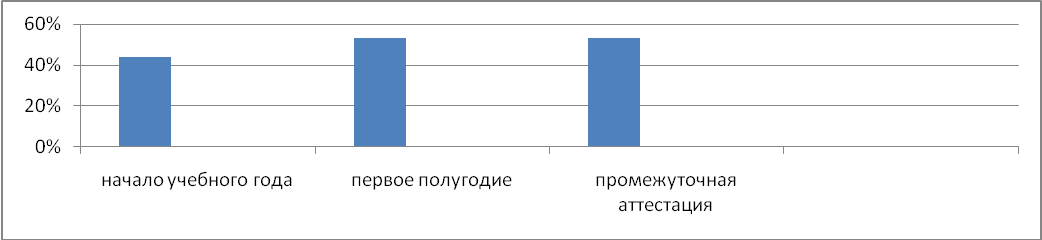 60%
40%
20%
0%
начало учебного года
первое полугодие
промежуточная
аттестация